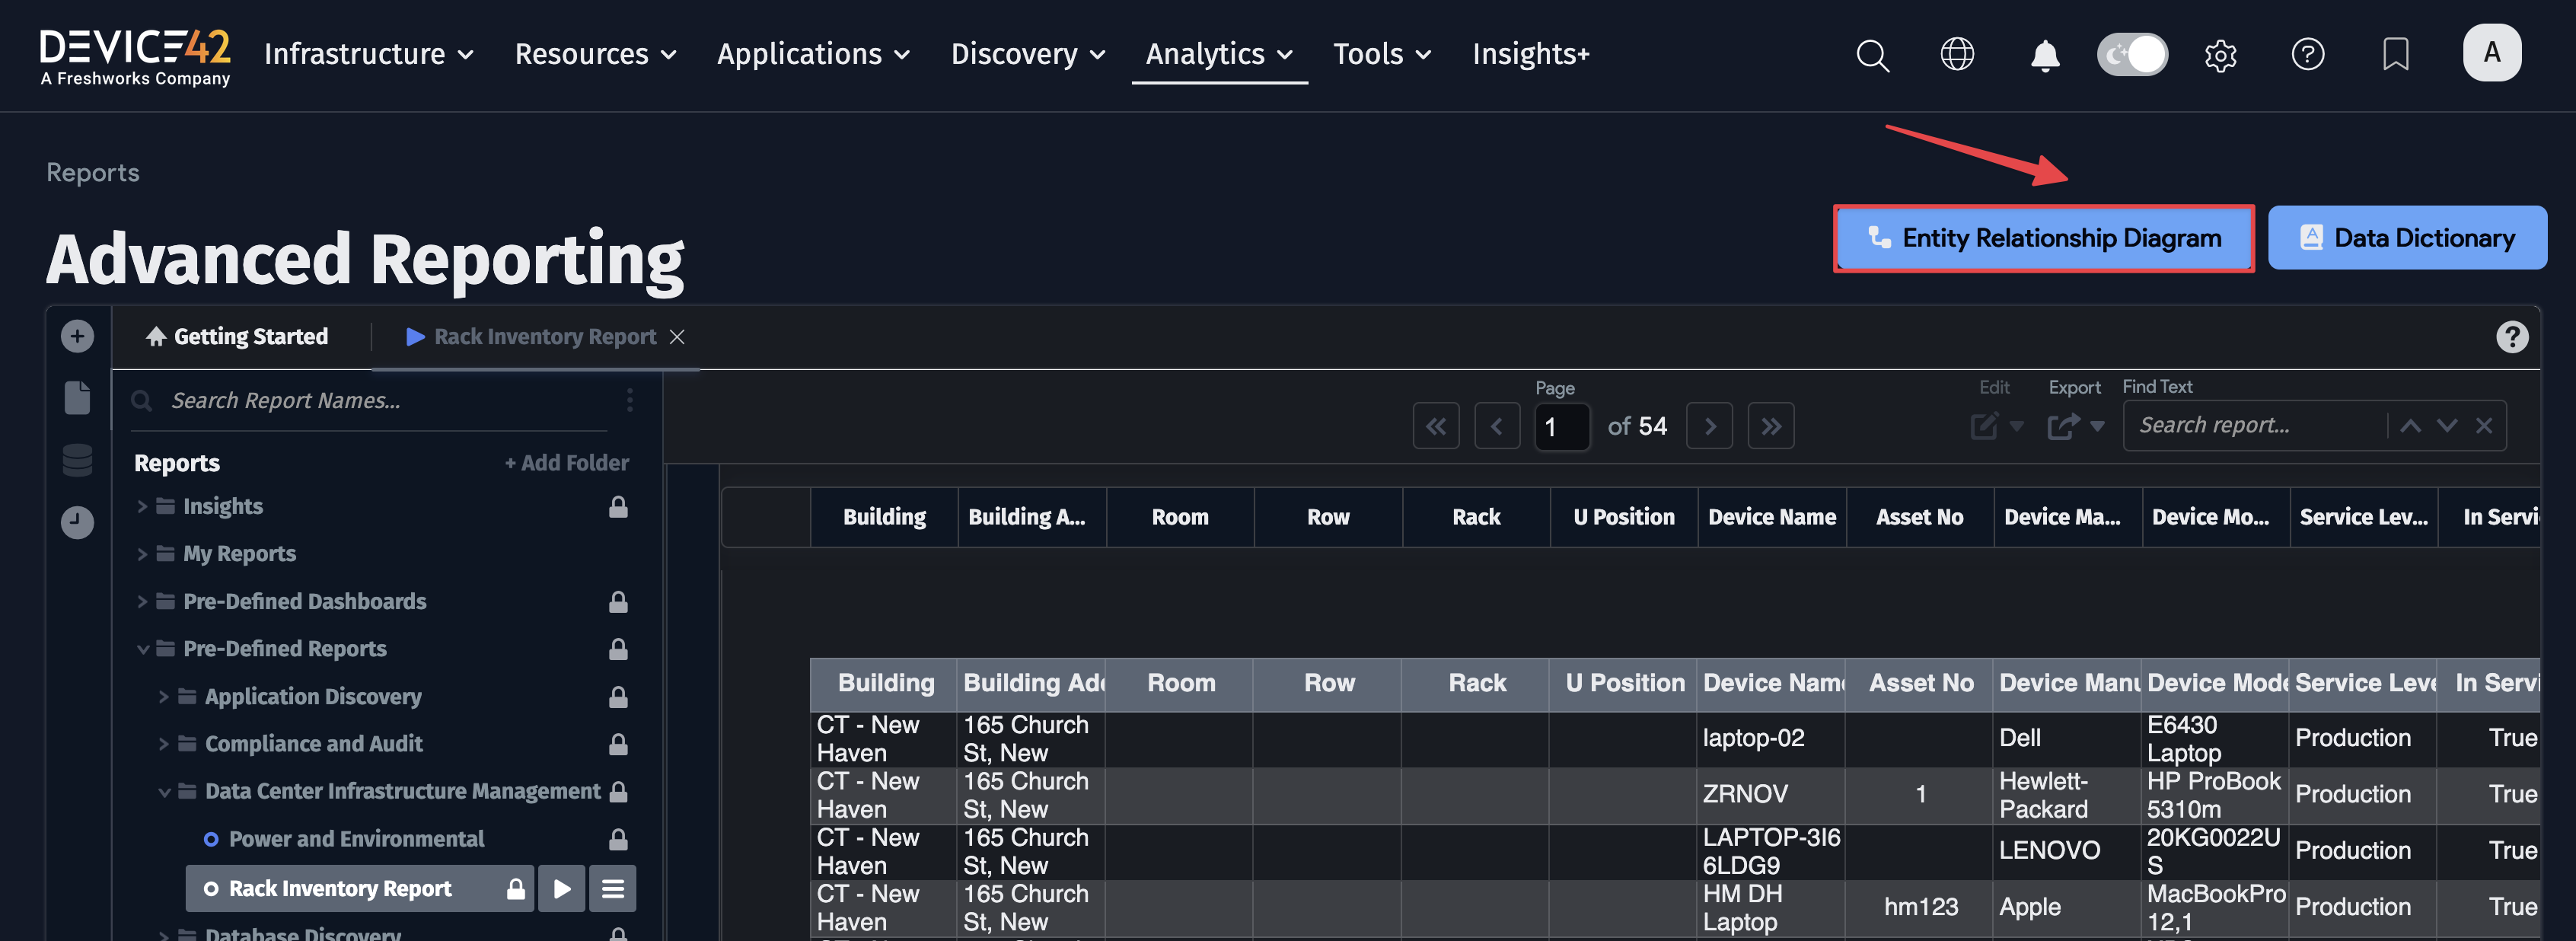 DEVICE42
A Freshworks Company
Infrastructure
Resources
Applications
Discovery
Analytics
Tools
Insights+
A
Reports
Advanced Reporting
Entity Relationship Diagram
Data Dictionary
Getting Started
Rack Inventory Report
?
Search Report Names...
Reports
+ Add Folder
Insights
My Reports
Pre-Defined Dashboards
Pre-Defined Reports
Application Discovery
Compliance and Audit
Data Center Infrastructure Management
Power and Environmental
Rack Inventory Report
Database Discovery
Page
1 of 54
Edit
Export
Find Text
Search report...
Building Building A... Room Row Rack U Position Device Name Asset No Device Ma... Device Mo... Service Lev... In Servi
Building Building Add Room Row Rack U Position Device Name Asset No Device Manu Device Mode Service Leve In Servi
CT - New Haven 165 Church St, New laptop-02 Dell E6430 Laptop Production True
CT - New Haven 165 Church St, New ZRNOV 1 Hewlett-Packard HP ProBook 5310m Production True
CT - New Haven 165 Church St, New LAPTOP-3I66LDG9 LENOVO 20KG0022US Production True
CT - New Haven 165 Church St, New HM DH Laptop hm123 Apple MacBookPro12,1 Production True